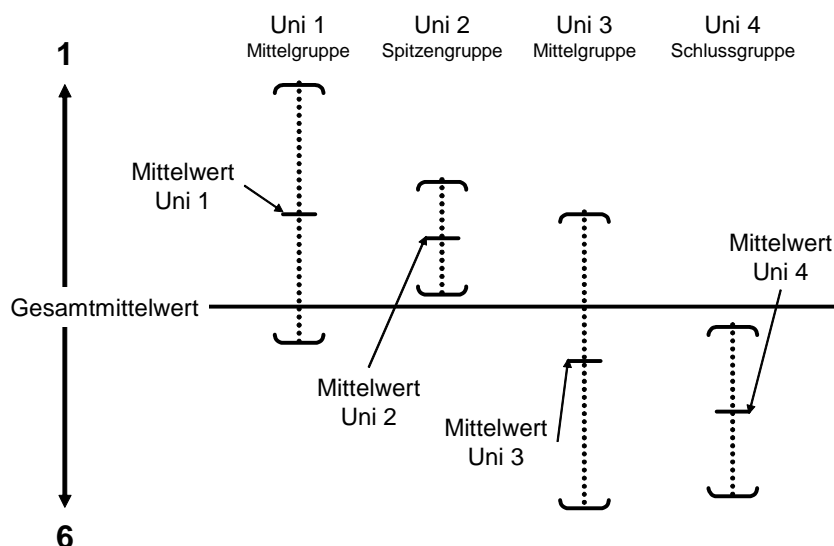 Uni 1
Mittelgruppe
Uni 2
Spitzengruppe
Uni 3
Mittelgruppe
Uni 4
Schlussgruppe
1
Mittelwert
Uni 1
Mittelwert
Uni 4
Gesamtmittelwert
Mittelwert
Uni 2
Mittelwert
Uni 3
6